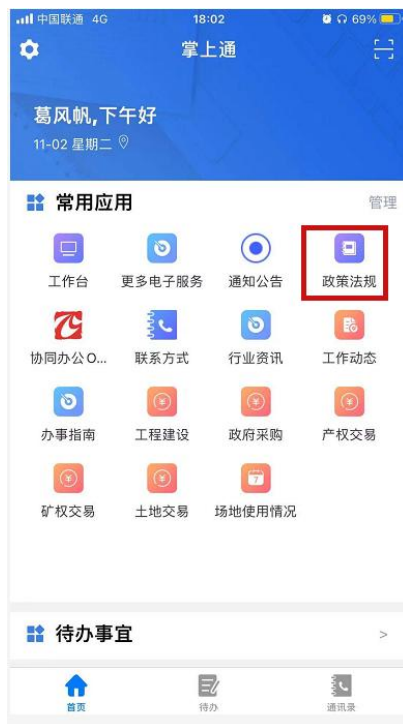 中国联通 4G 18:02 69%
掌上通
葛风帆,下午好
11-02 星期二
常用应用 管理
工作台 更多电子服务 通知公告 政策法规
协同办公O... 联系方式 行业资讯 工作动态
办事指南 工程建设 政府采购 产权交易
矿权交易 土地交易 场地使用情况
待办事宜 >
首页 待办 通讯录